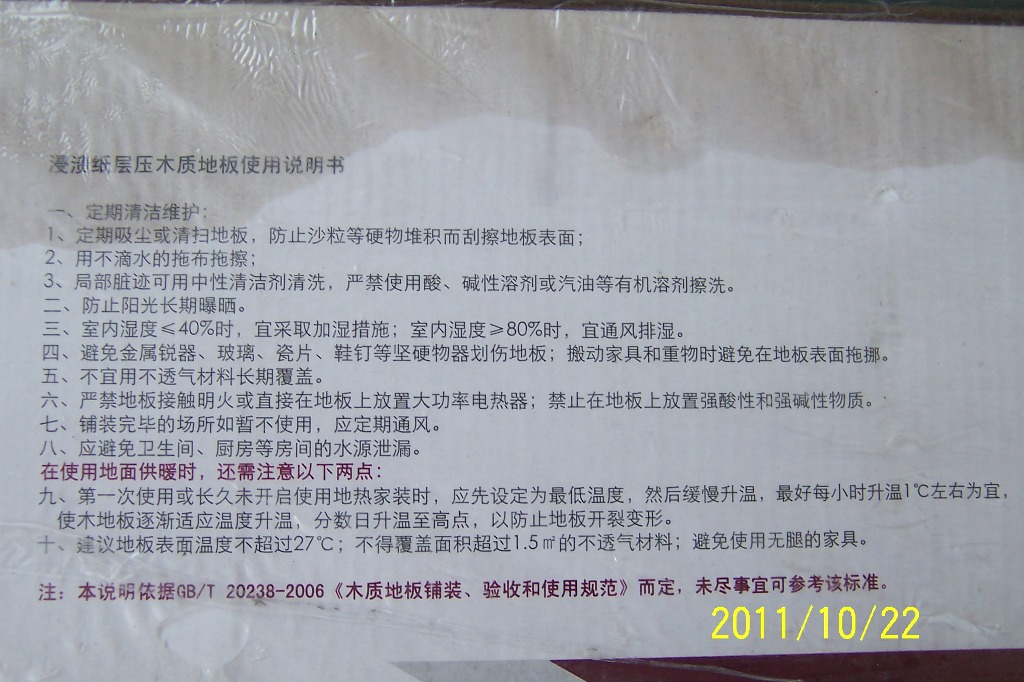 浸渍纸层压木质地板使用说明书
一、定期清洁维护：
1、定期吸尘或清扫地板，防止沙粒等硬物堆积而刮擦地板表面；
2、用不滴水的拖布拖擦；
3、局部脏迹可用中性清洁剂清洗，严禁使用酸、碱性溶剂或汽油等有机溶剂擦洗。
二、防止阳光长期曝晒。
三、室内湿度≤40%时，宜采取加湿措施；室内湿度≥80%时，宜通风排湿。
四、避免金属锐器、玻璃、瓷片、鞋钉等坚硬物器划伤地板；搬动家具和重物时避免在地板表面拖挪。
五、不宜用不透气材料长期覆盖。
六、严禁地板接触明火或直接在地板上放置大功率电热器；禁止在地板上放置强酸性和强碱性物质。
七、铺装完毕的场所如暂不使用，应定期通风。
八、应避免卫生间、厨房等房间的水源泄漏。
在使用地面供暖时，还需注意以下两点：
九、第一次使用或长久未开启使用地热家装时，应先设定为最低温度，然后缓慢升温，最好每小时升温1℃左右为宜，
使木地板逐渐适应温度升温，分数日升温至高点，以防止地板开裂变形。
十、建议地板表面温度不超过27℃；不得覆盖面积超过1.5㎡的不透气材料；避免使用无腿的家具。
注：本说明依据GB/T 20238-2006《木质地板铺装、验收和使用规范》而定，未尽事宜可参考该标准。
2011/10/22